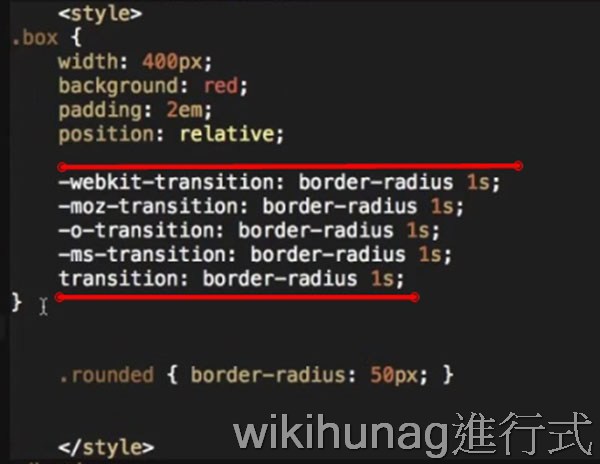 <style>
.box {
width: 400px;
background: red;
padding: 2em;
position: relative;
-webkit-transition: border-radius 1s;
-moz-transition: border-radius 1s;
-o-transition: border-radius 1s;
-ms-transition: border-radius 1s;
transition: border-radius 1s;
}
.rounded { border-radius: 50px; }
</style>
wikihunag進行式